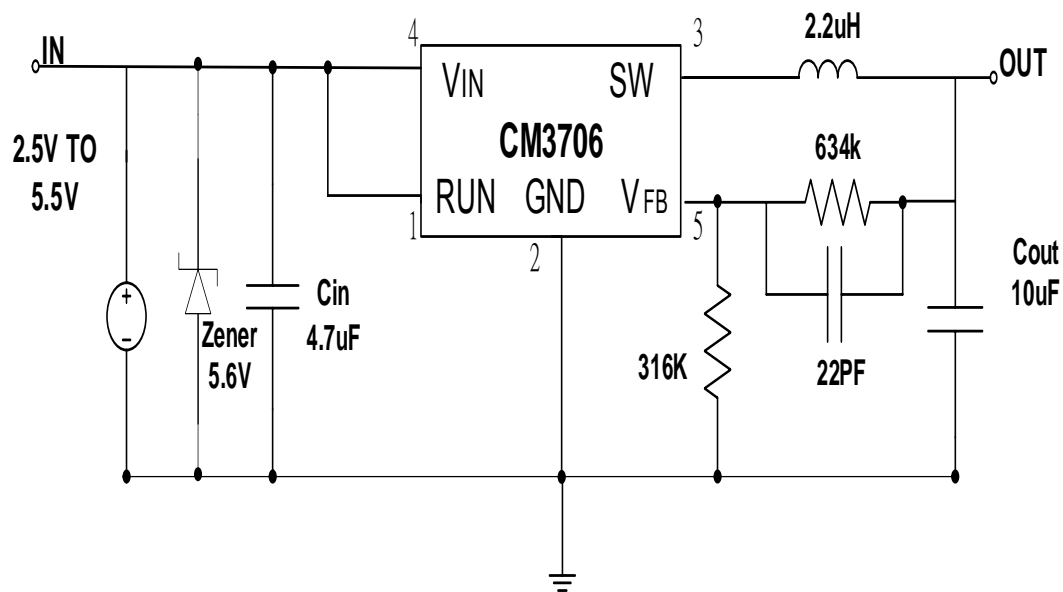 IN
2.5V TO
5.5V
Zener
5.6V
Cin
4.7uF
4
VIN
RUN
1
GND
2
CM3706
3
SW
VFB
5
2.2uH
OUT
634k
22PF
316K
Cout
10uF
+
-